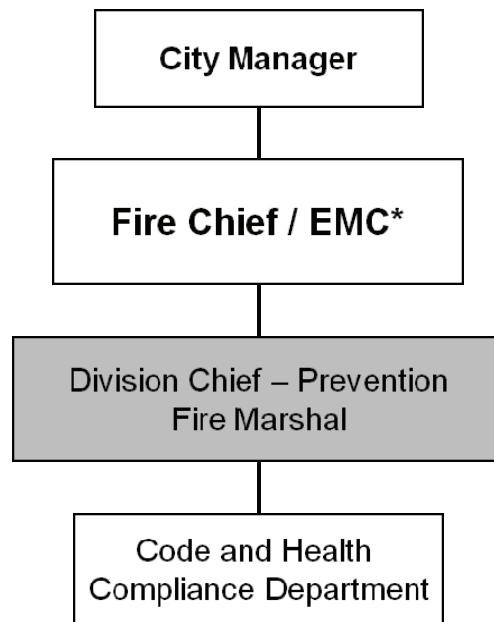 City Manager
Fire Chief / EMC*
Division Chief – Prevention
Fire Marshal
Code and Health
Compliance Department